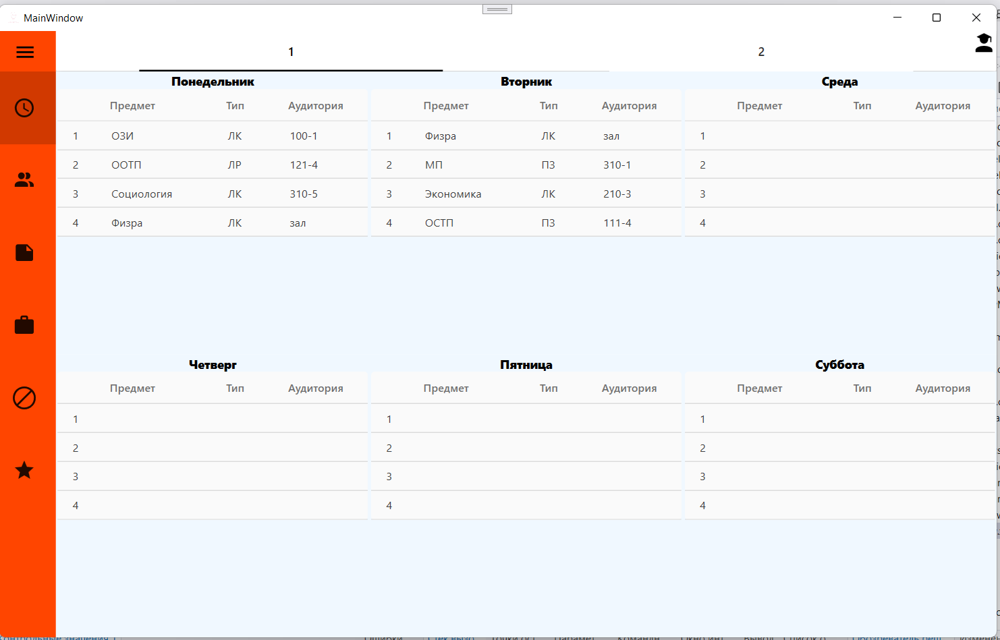 MainWindow
1 2
Понедельник Вторник Среда
Предмет Тип Аудитория Предмет Тип Аудитория Предмет Тип Аудитория
1 ОЗИ ЛК 100-1 1 Физра ЛК зал 1
2 ООТП ЛР 121-4 2 МП ПЗ 310-1 2
3 Социология ЛК 310-5 3 Экономика ЛК 210-3 3
4 Физра ЛК зал 4 ОСТП ПЗ 111-4 4
Четверг Пятница Суббота
Предмет Тип Аудитория Предмет Тип Аудитория Предмет Тип Аудитория
1 1 1
2 2 2
3 3 3
4 4 4